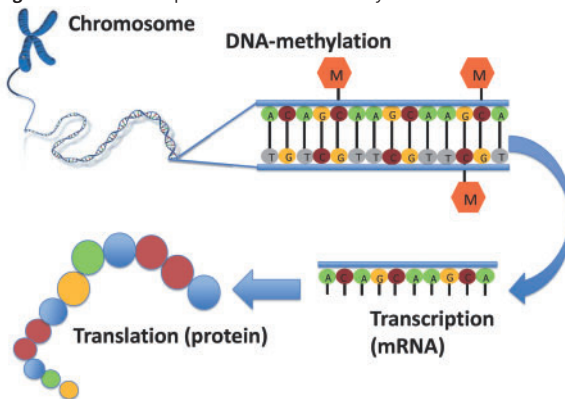 Chromosome
DNA-methylation
M M
A C A G C A A G C A A G C A
T G T C G T T C G T T C G T
M
A C A G C A A G C A
Transcription
(mRNA)
Translation (protein)